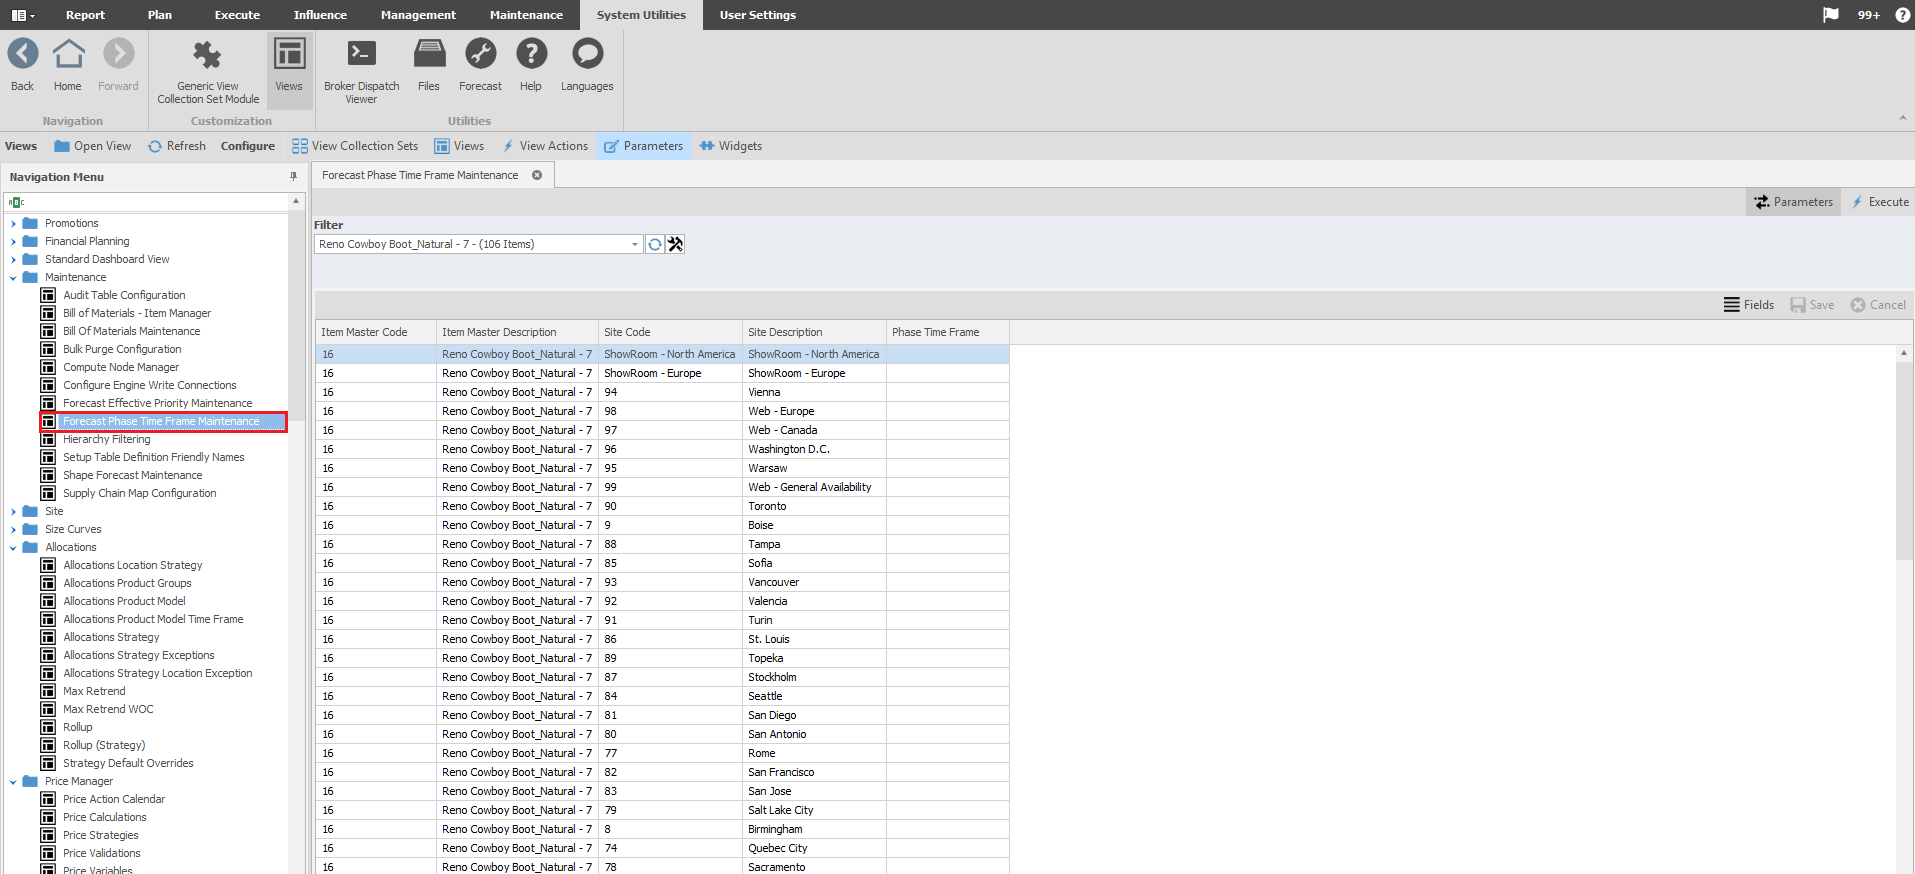 Report Plan Execute Influence Management Maintenance System Utilities User Settings 99+ ?
Back Home Forward Generic View Collection Set Module Views Broker Dispatch Viewer Files Forecast Help Languages
Navigation Customization Utilities
Views Open View Refresh Configure View Collection Sets Views View Actions Parameters Widgets
Navigation Menu
Forecast Phase Time Frame Maintenance
ABC
Promotions
Financial Planning
Standard Dashboard View
Maintenance
Audit Table Configuration
Bill of Materials - Item Manager
Bill Of Materials Maintenance
Bulk Purge Configuration
Compute Node Manager
Configure Engine Write Connections
Forecast Effective Priority Maintenance
Forecast Phase Time Frame Maintenance
Hierarchy Filtering
Setup Table Definition Friendly Names
Shape Forecast Maintenance
Supply Chain Map Configuration
Site
Size Curves
Allocations
Allocations Location Strategy
Allocations Product Groups
Allocations Product Model
Allocations Product Model Time Frame
Allocations Strategy
Allocations Strategy Exceptions
Allocations Strategy Location Exception
Max Retrend
Max Retrend WOC
Rollup
Rollup (Strategy)
Strategy Default Overrides
Price Manager
Price Action Calendar
Price Calculations
Price Strategies
Price Validations
Price Variables
Parameters Execute
Filter
Reno Cowboy Boot_Natural - 7 - (106 Items)
Fields Save Cancel
Item Master Code Item Master Description Site Code Site Description Phase Time Frame
16 Reno Cowboy Boot_Natural - 7 ShowRoom - North America ShowRoom - North America
16 Reno Cowboy Boot_Natural - 7 ShowRoom - Europe ShowRoom - Europe
16 Reno Cowboy Boot_Natural - 7 94 Vienna
16 Reno Cowboy Boot_Natural - 7 98 Web - Europe
16 Reno Cowboy Boot_Natural - 7 97 Web - Canada
16 Reno Cowboy Boot_Natural - 7 96 Washington D.C.
16 Reno Cowboy Boot_Natural - 7 95 Warsaw
16 Reno Cowboy Boot_Natural - 7 99 Web - General Availability
16 Reno Cowboy Boot_Natural - 7 90 Toronto
16 Reno Cowboy Boot_Natural - 7 9 Boise
16 Reno Cowboy Boot_Natural - 7 88 Tampa
16 Reno Cowboy Boot_Natural - 7 85 Sofia
16 Reno Cowboy Boot_Natural - 7 93 Vancouver
16 Reno Cowboy Boot_Natural - 7 92 Valencia
16 Reno Cowboy Boot_Natural - 7 91 Turin
16 Reno Cowboy Boot_Natural - 7 86 St. Louis
16 Reno Cowboy Boot_Natural - 7 89 Topeka
16 Reno Cowboy Boot_Natural - 7 87 Stockholm
16 Reno Cowboy Boot_Natural - 7 84 Seattle
16 Reno Cowboy Boot_Natural - 7 81 San Diego
16 Reno Cowboy Boot_Natural - 7 80 San Antonio
16 Reno Cowboy Boot_Natural - 7 77 Rome
16 Reno Cowboy Boot_Natural - 7 82 San Francisco
16 Reno Cowboy Boot_Natural - 7 83 San Jose
16 Reno Cowboy Boot_Natural - 7 79 Salt Lake City
16 Reno Cowboy Boot_Natural - 7 8 Birmingham
16 Reno Cowboy Boot_Natural - 7 74 Quebec City
16 Reno Cowboy Boot_Natural - 7 78 Sacramento